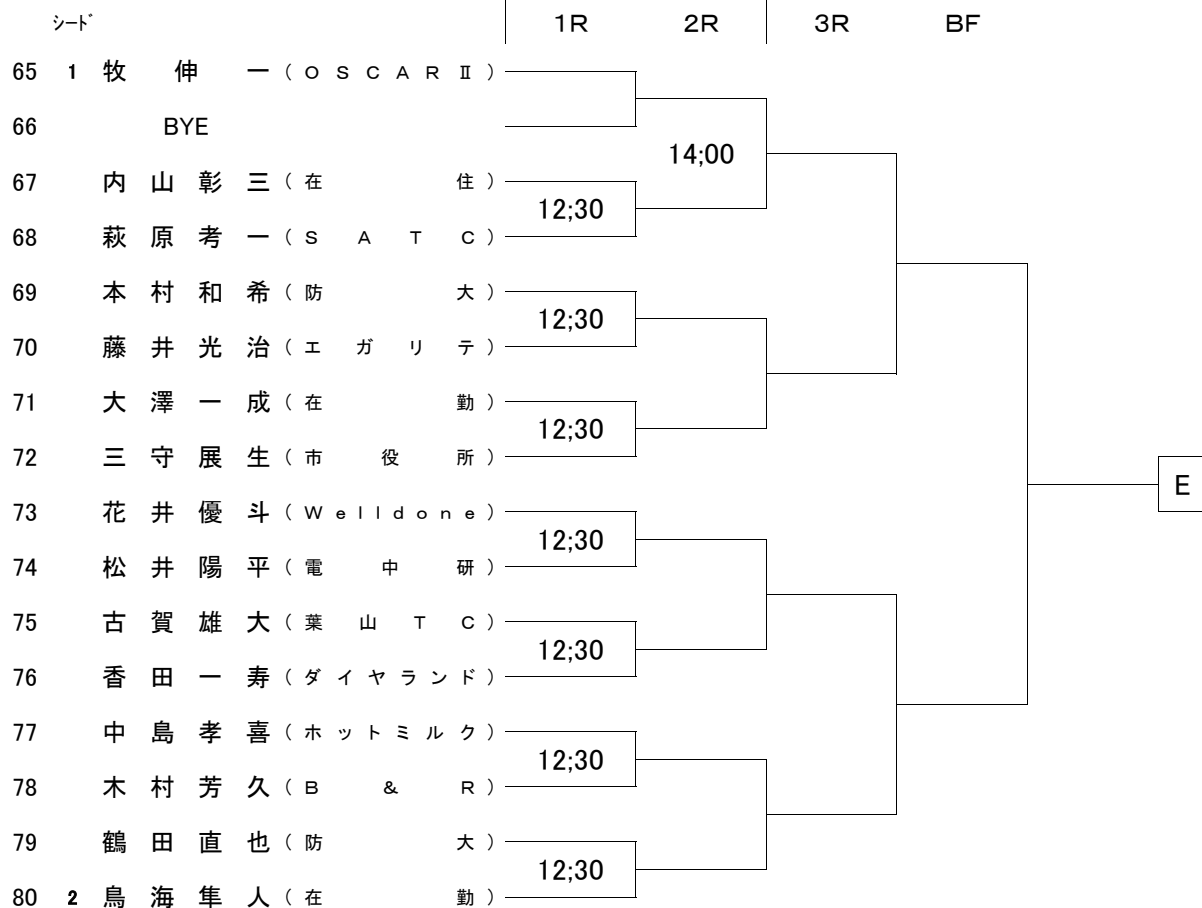 ｼｰﾄﾞ 1R 2R 3R BF
65 1 牧 伸 一 (OSCARⅡ)
66 BYE
14;00
67 内山彰三 (在住)
12;30
68 萩原考一 (SATC)
69 本村和希 (防大)
12;30
70 藤井光治 (エガリテ)
71 大澤一成 (在勤)
12;30
72 三守展生 (市役所)
E
73 花井優斗 (Welldone)
12;30
74 松井陽平 (電中研)
75 古賀雄大 (葉山TC)
12;30
76 香田一寿 (ダイヤランド)
77 中島孝喜 (ホットミルク)
12;30
78 木村芳久 (B&R)
79 鶴田直也 (防大)
12;30
80 2 鳥海隼人 (在勤)